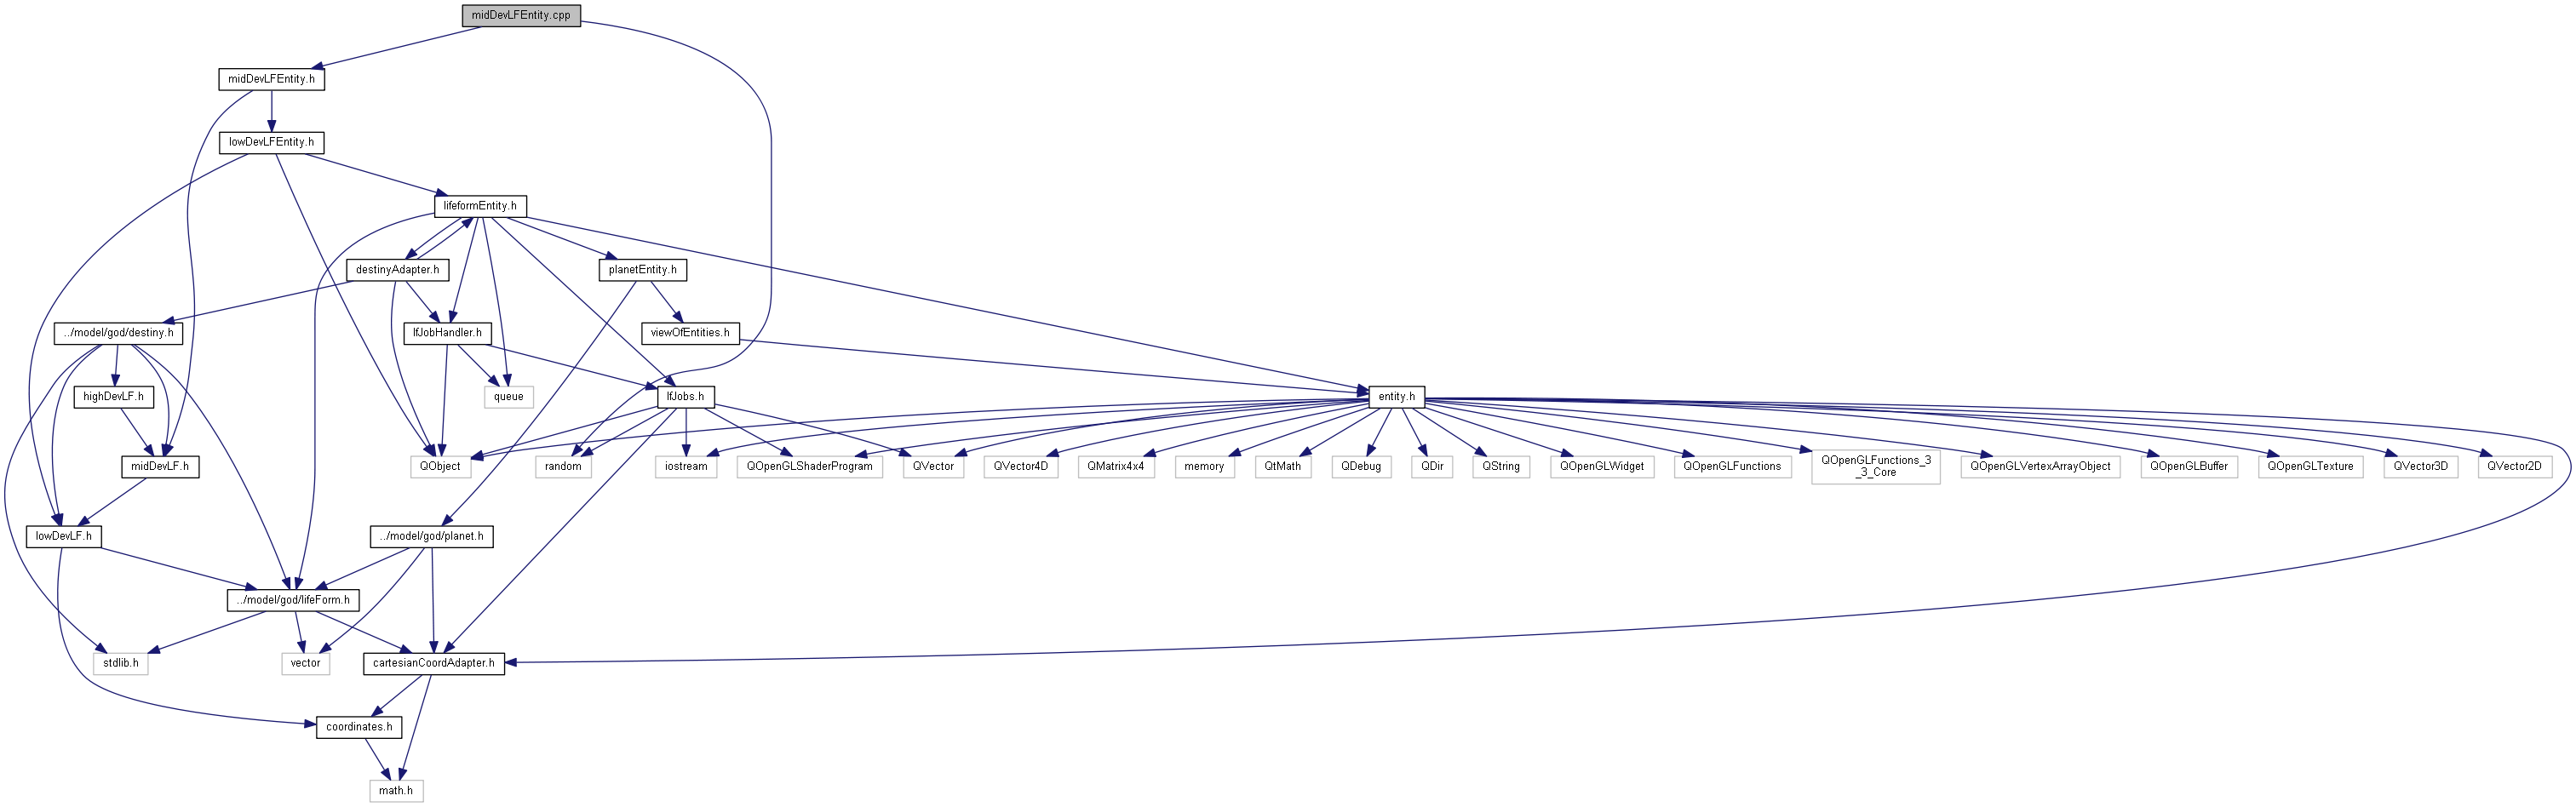 midDevLFEntity.cpp
midDevLFEntity.h
lowDevLFEntity.h
lifeformEntity.h
destinyAdapter.h
planetEntity.h
../model/god/destiny.h
lfJobHandler.h
viewOfEntities.h
highDevLF.h
queue
lfJobs.h
entity.h
midDevLF.h
QObject
random
iostream
QOpenGLShaderProgram
QVector
QVector4D
QMatrix4x4
memory
QtMath
QDebug
QDir
QString
QOpenGLWidget
QOpenGLFunctions
QOpenGLFunctions_3
_3_Core
QOpenGLVertexArrayObject
QOpenGLBuffer
QOpenGLTexture
QVector3D
QVector2D
lowDevLF.h
../model/god/planet.h
../model/god/lifeForm.h
stdlib.h
vector
cartesianCoordAdapter.h
coordinates.h
math.h